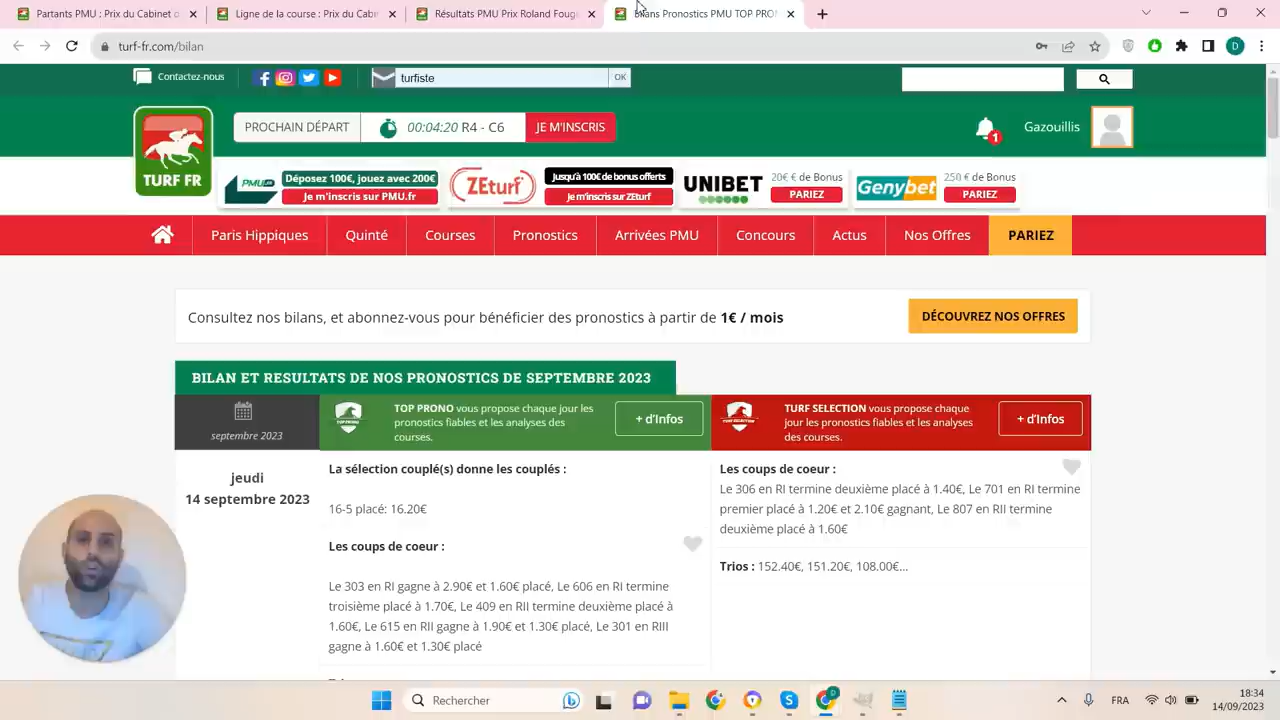 Partants PMU : Prix du Cabinet
Ligne de la course : Prix du Cab
Résultats PMU Prix Roland Foug
Bilans Pronostics PMU TOP PRO
turf-fr.com/bilan
D
Contactez-nous
turfiste
OK
TURF FR
PROCHAIN DÉPART
00:04:20 R4 - C6
JE M'INSCRIS
1
Gazouillis
Déposez 100€, jouez avec 200€
Je m'inscris sur PMU.fr
ZEturf
Jusqu'à 100€ de bonus offerts
Je m'inscris sur ZEturf
UNIBET
20€ € de Bonus
PARIEZ
Genybet
250 € de Bonus
PARIEZ
Paris Hippiques
Quinté
Courses
Pronostics
Arrivées PMU
Concours
Actus
Nos Offres
PARIEZ
Consultez nos bilans, et abonnez-vous pour bénéficier des pronostics à partir de 1€ / mois
DÉCOUVREZ NOS OFFRES
BILAN ET RESULTATS DE NOS PRONOSTICS DE SEPTEMBRE 2023
septembre 2023
TOP PRONO vous propose chaque jour les
pronostics fiables et les analyses des
courses.
+ d'Infos
TURF SELECTION vous propose chaque
jour les pronostics fiables et les analyses
des courses.
+ d'Infos
jeudi
14 septembre 2023
La sélection couplé(s) donne les couplés :
16-5 placé: 16.20€
Les coups de coeur :
Le 303 en RI gagne à 2.90€ et 1.60€ placé, Le 606 en RI termine
troisième placé à 1.70€, Le 409 en RII termine deuxième placé à
1.60€, Le 615 en RII gagne à 1.90€ et 1.30€ placé, Le 301 en RIII
gagne à 1.60€ et 1.30€ placé
Les coups de coeur :
Le 306 en RI termine deuxième placé à 1.40€, Le 701 en RI termine
premier placé à 1.20€ et 2.10€ gagnant, Le 807 en RII termine
deuxième placé à 1.60€
Trios : 152.40€, 151.20€, 108.00€...
Rechercher
D
FRA
18:34
14/09/2023